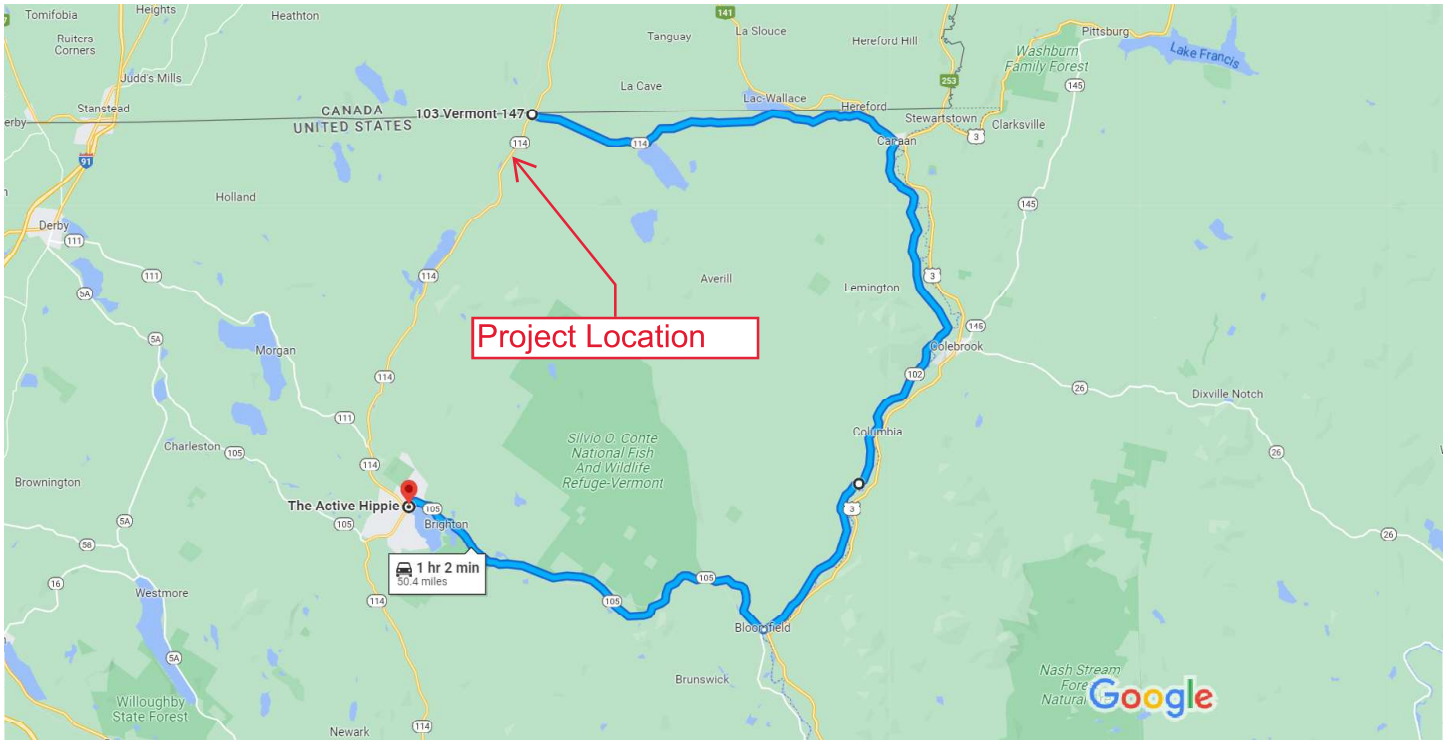 Tomifobia
Heights
Heathton
Ruiters
Corners
Judd's Mills
Stanstead
erby
CANADA
UNITED STATES
103 Vermont 147
114
141
Tanguay
La Slouce
Hereford Hill
La Cave
Lac-Wallace
Hereford
253
Washburn
Family Forest
Pittsburg
Lake Francis
145
Stewartstown
Clarksville
3
Canaan
114
91
Holland
Derby
111
111
5A
114
145
3
Averill
Lemington
Project Location
5A
Morgan
145
Colebrook
102
26
Dixville Notch
114
111
Columbia
Charleston
105
114
Silvio O. Conte
National Fish
And Wildlife
Refuge-Vermont
26
Brownington
The Active Hippie
105
Brighton
105
3
5A
58
26
1 hr 2 min
50.4 miles
16
Westmore
114
105
105
Bloomfield
5A
Brunswick
Nash Stream
Natural
Google
Willoughby
State Forest
Newark
114